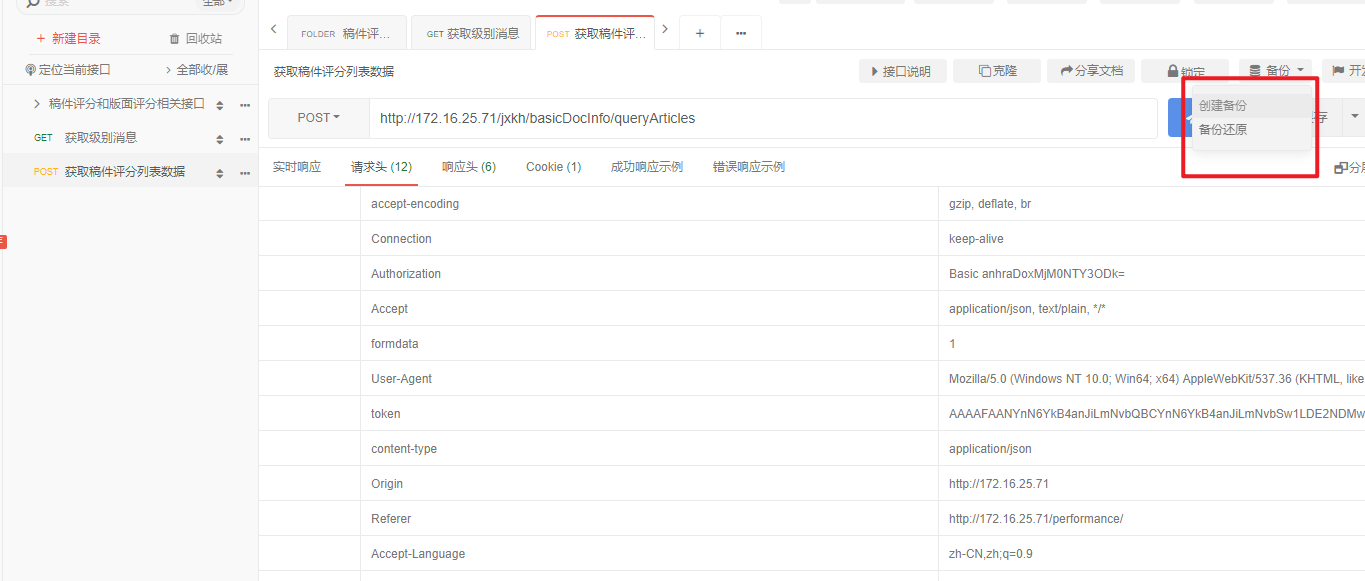 搜索
全部
+ 新建目录
回收站
定位当前接口
全部收/展
稿件评分和版面评分相关接口
GET 获取级别消息
POST 获取稿件评分列表数据
FOLDER 稿件评...
GET 获取级别消息
POST 获取稿件评...
获取稿件评分列表数据
接口说明
克隆
分享文档
锁定
备份
创建备份
备份还原
POST
http://172.16.25.71/jxkh/basicDocInfo/queryArticles
实时响应
请求头 (12)
响应头 (6)
Cookie (1)
成功响应示例
错误响应示例
accept-encoding gzip, deflate, br
Connection keep-alive
Authorization Basic anhraDoxMjM0NTY3ODk=
Accept application/json, text/plain, */*
formdata 1
User-Agent Mozilla/5.0 (Windows NT 10.0; Win64; x64) AppleWebKit/537.36 (KHTML, like
token AAAAFAANYnN6YkB4anJiLmNvbQBCYnN6YkB4anJiLmNvbSw1LDE2NDMw
content-type application/json
Origin http://172.16.25.71
Referer http://172.16.25.71/performance/
Accept-Language zh-CN,zh;q=0.9